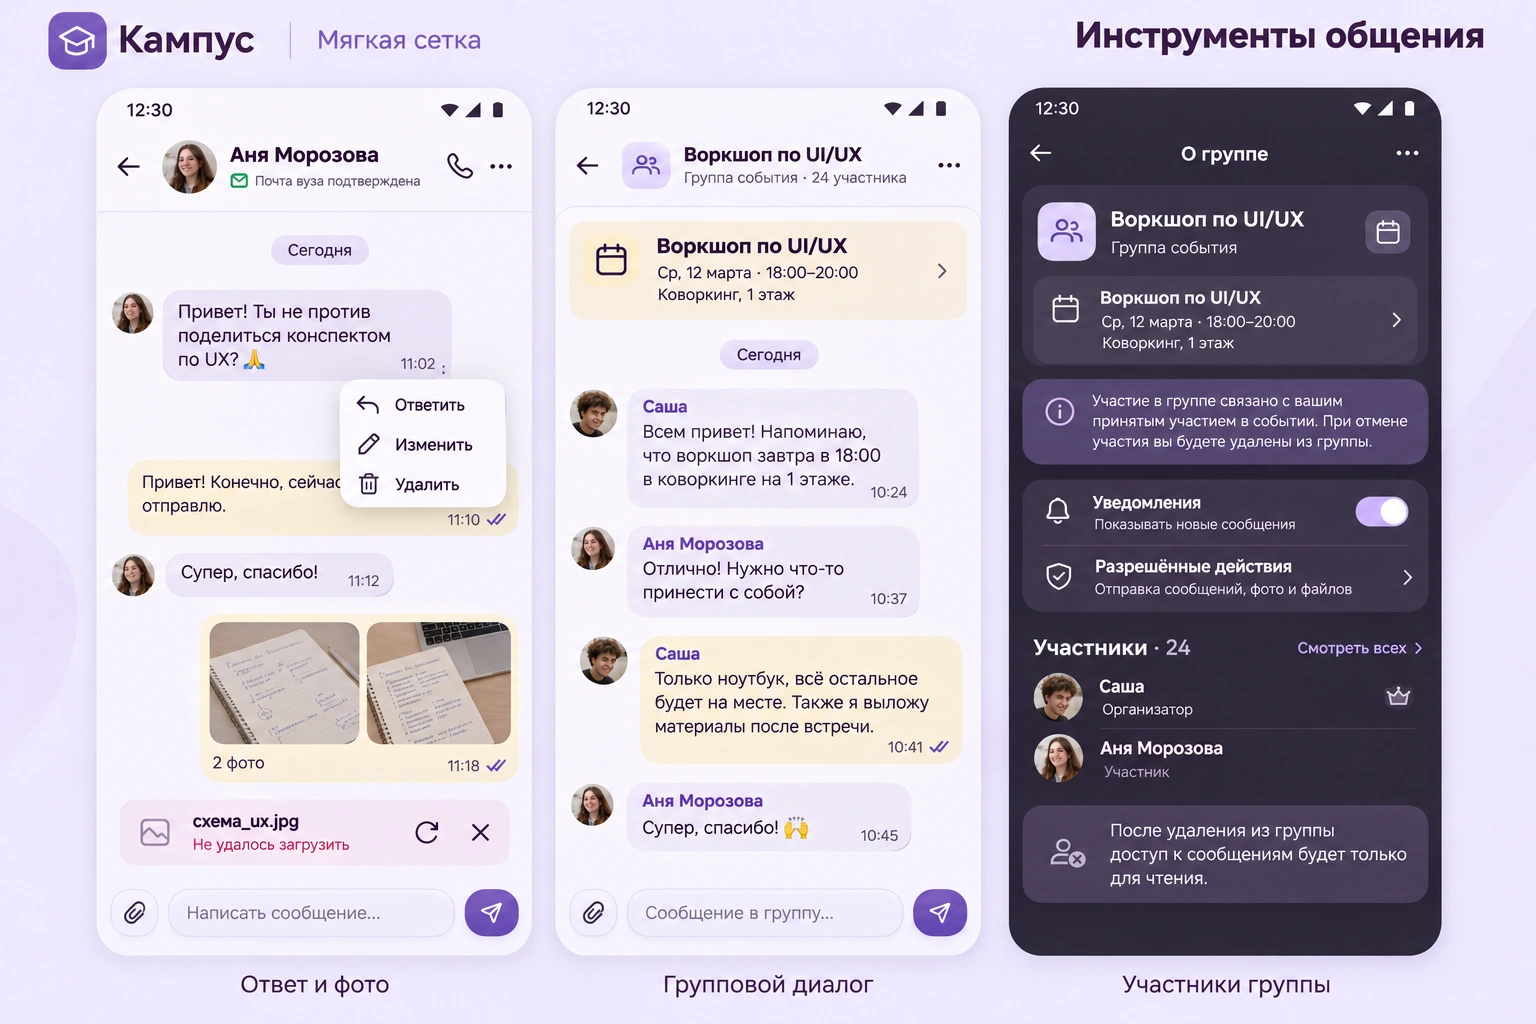 Кампус
Мягкая сетка
Инструменты общения
12:30
Аня Морозова
Почта вуза подтверждена
Сегодня
Привет! Ты не против
поделиться конспектом
по UX? 🙏
11:02
Ответить
Изменить
Удалить
Привет! Конечно, сейчас
отправлю.
11:10
Супер, спасибо!
11:12
2 фото
11:18
схема_ux.jpg
Не удалось загрузить
Написать сообщение...
Ответ и фото
12:30
Воркшоп по UI/UX
Группа события · 24 участника
Воркшоп по UI/UX
Ср, 12 марта · 18:00–20:00
Коворкинг, 1 этаж
Сегодня
Саша
Всем привет! Напоминаю,
что воркшоп завтра в 18:00
в коворкинге на 1 этаже.
10:24
Аня Морозова
Отлично! Нужно что-то
принести с собой?
10:37
Саша
Только ноутбук, всё остальное
будет на месте. Также я выложу
материалы после встречи.
10:41
Аня Морозова
Супер, спасибо! 🙌
10:45
Сообщение в группу...
Групповой диалог
12:30
О группе
Воркшоп по UI/UX
Группа события
Воркшоп по UI/UX
Ср, 12 марта · 18:00–20:00
Коворкинг, 1 этаж
Участие в группе связано с вашим
принятым участием в событии. При отмене
участия вы будете удалены из группы.
Уведомления
Показывать новые сообщения
Разрешённые действия
Отправка сообщений, фото и файлов
Участники · 24
Смотреть всех
Саша
Организатор
Аня Морозова
Участник
После удаления из группы
доступ к сообщениям будет только
для чтения.
Участники группы